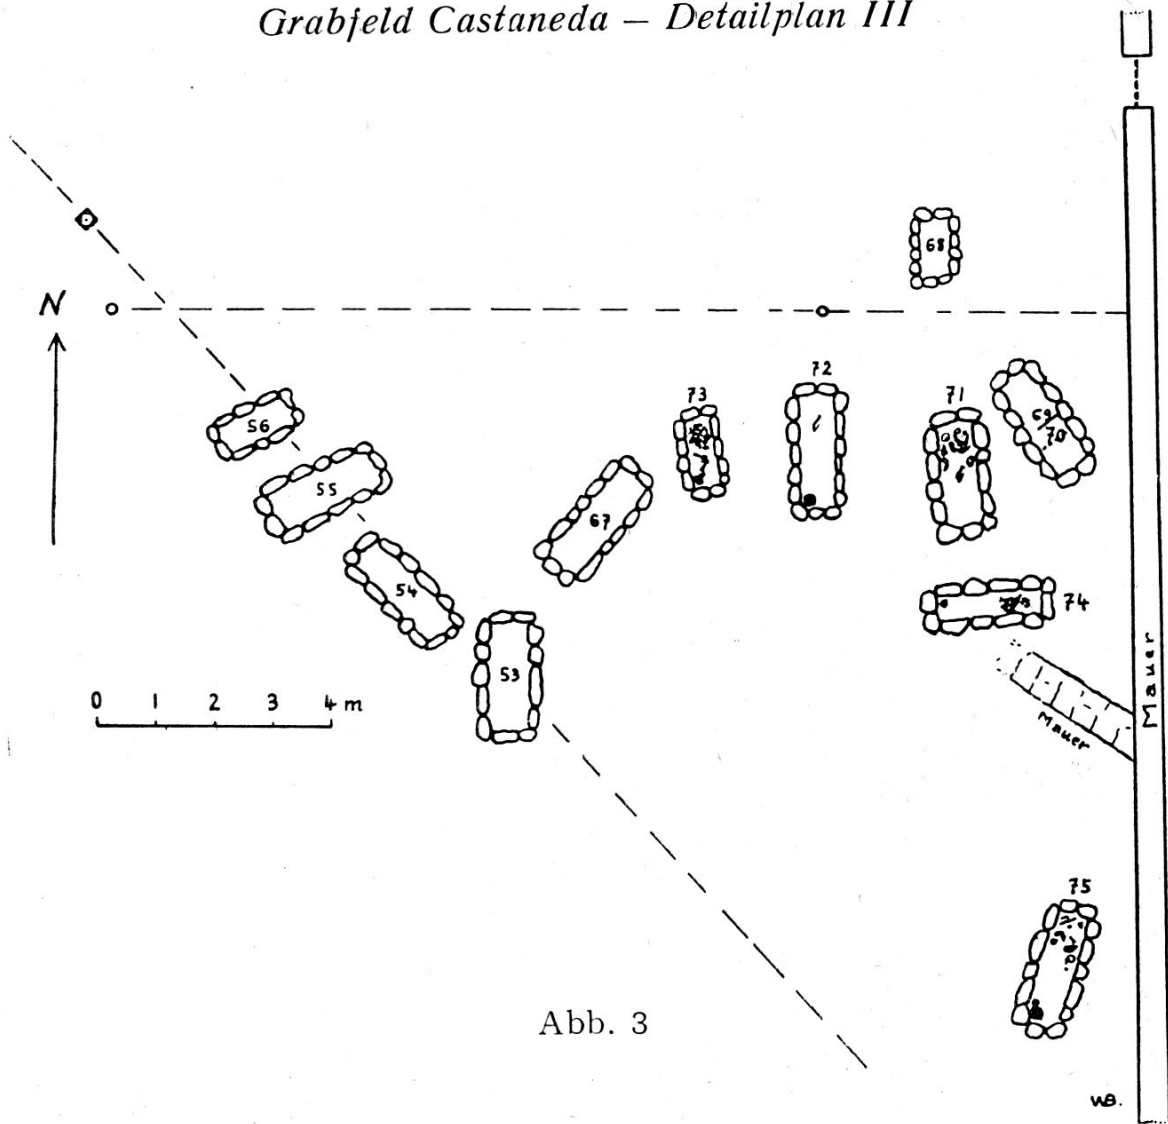 Grabfeld Castaneda — Detailplan III
68
N
72
73
71
56
69/70
55
67
54
74
53
0 1 2 3 4 m
Mauer
Mauer
75
Abb. 3
WB.